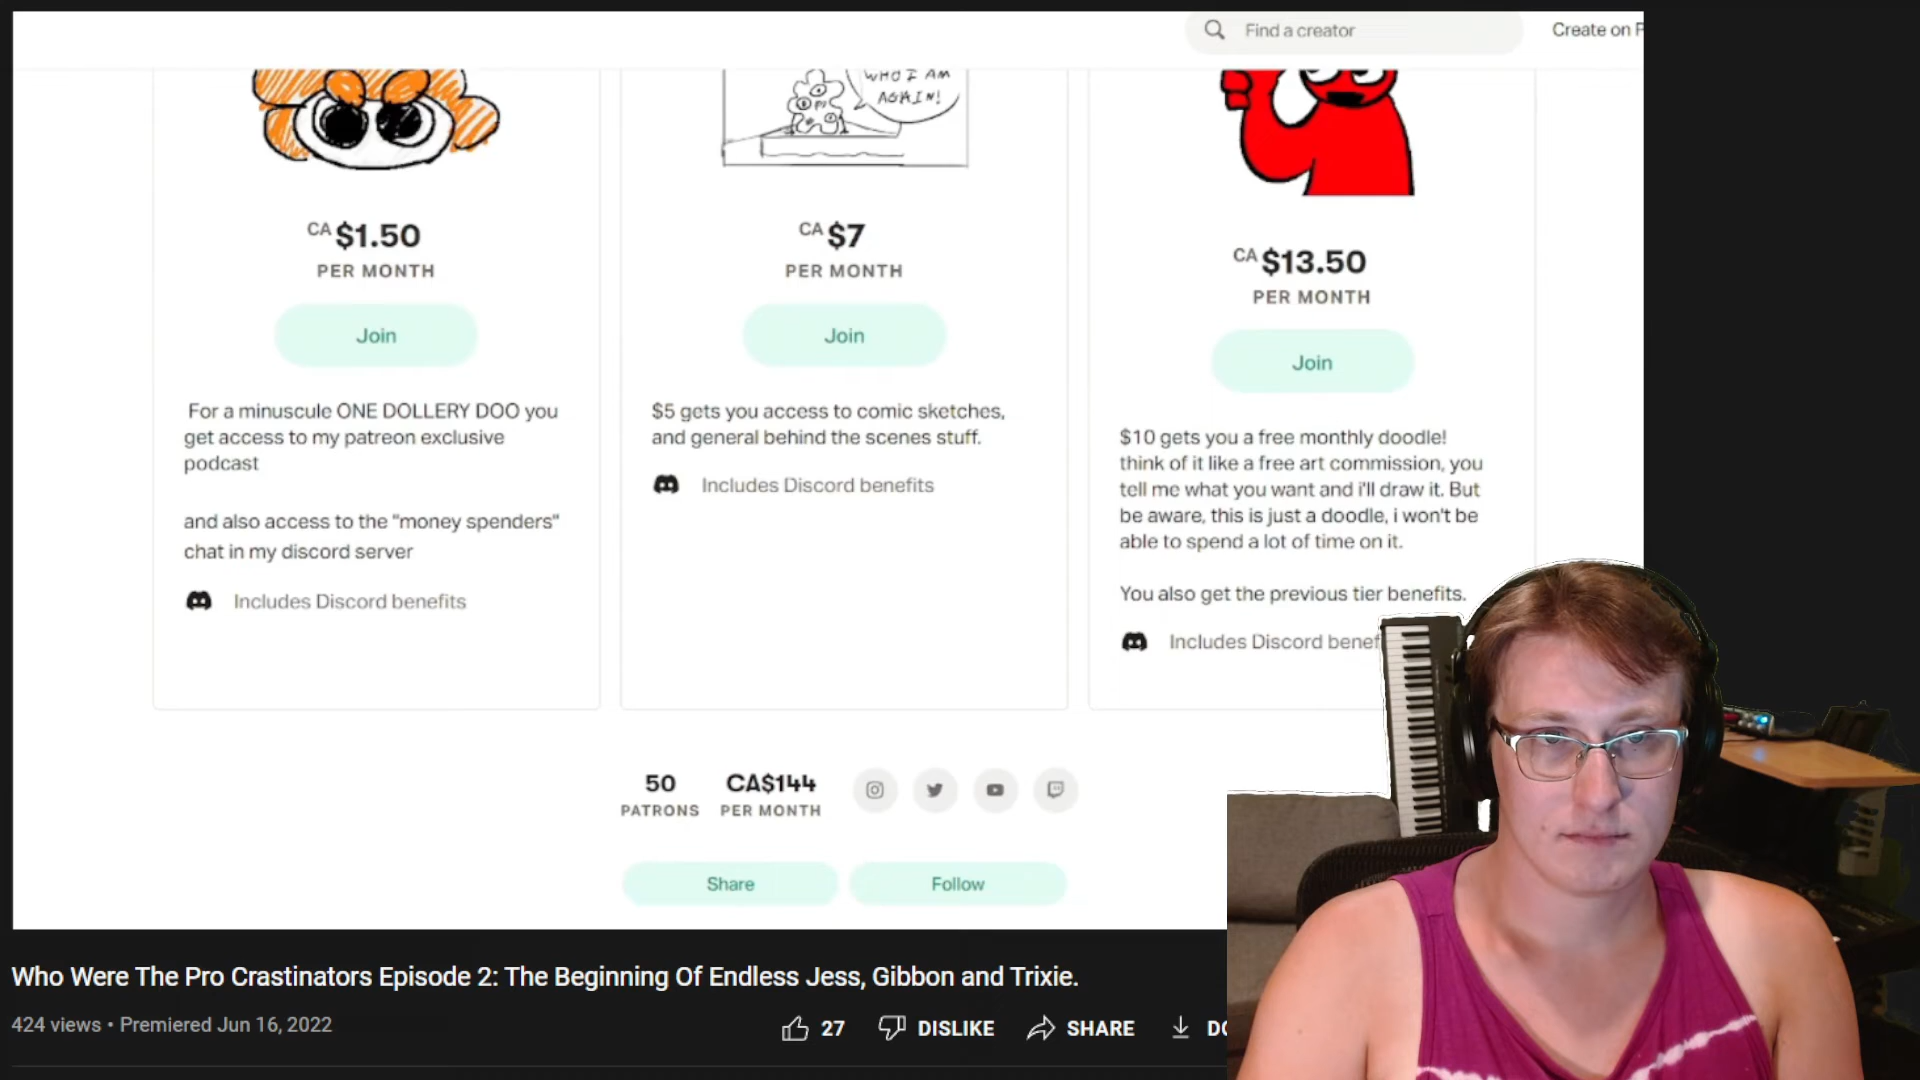 Find a creator
Create on P
WHO I AM
AGAIN!
CA $1.50
PER MONTH
Join
For a minuscule ONE DOLLERY DOO you
get access to my patreon exclusive
podcast
and also access to the "money spenders"
chat in my discord server
Includes Discord benefits
CA $7
PER MONTH
Join
$5 gets you access to comic sketches,
and general behind the scenes stuff.
Includes Discord benefits
CA $13.50
PER MONTH
Join
$10 gets you a free monthly doodle!
think of it like a free art commission, you
tell me what you want and i'll draw it. But
be aware, this is just a doodle, i won't be
able to spend a lot of time on it.
You also get the previous tier benefits.
Includes Discord benef
50
PATRONS
CA$144
PER MONTH
Share
Follow
Who Were The Pro Crastinators Episode 2: The Beginning Of Endless Jess, Gibbon and Trixie.
424 views • Premiered Jun 16, 2022
27
DISLIKE
SHARE
DO